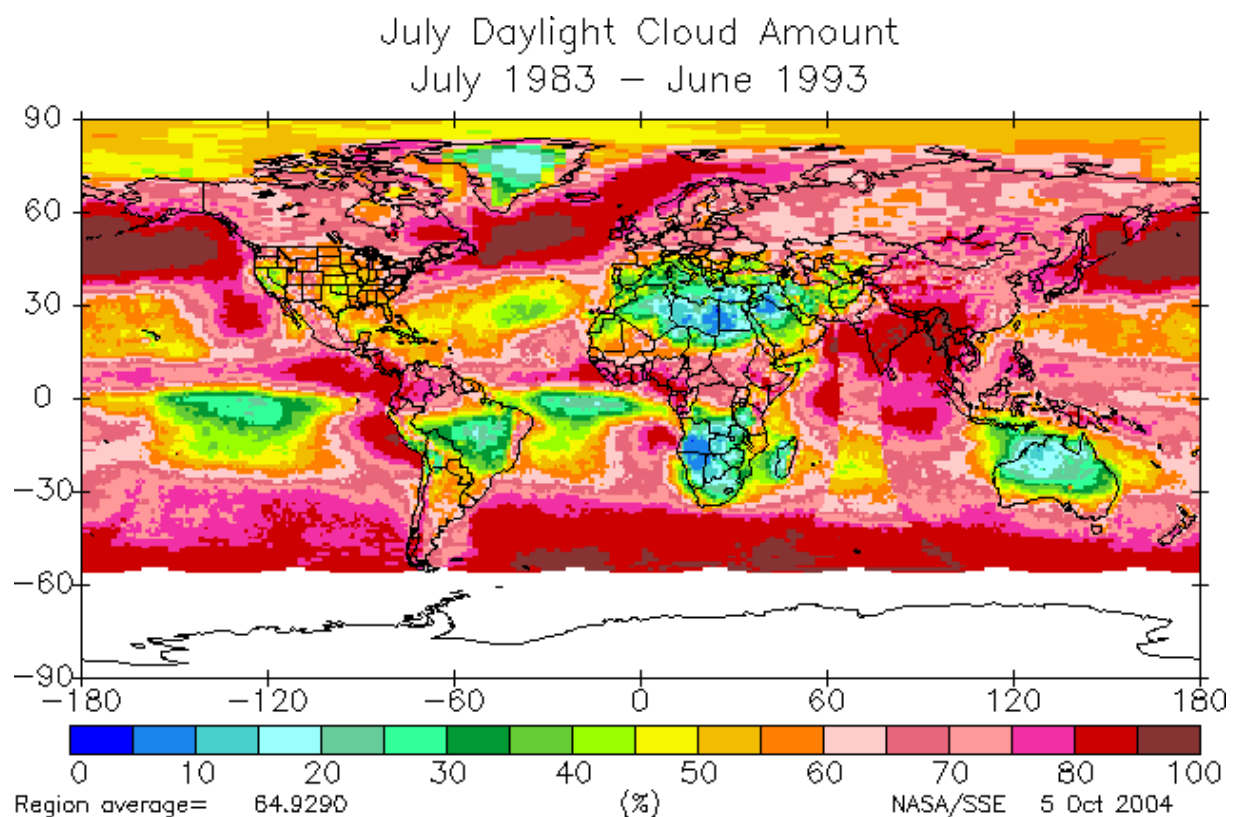 July Daylight Cloud Amount
July 1983 – June 1993
90
60
30
0
−30
−60
−90
−180 −120 −60 0 60 120 180
0 10 20 30 40 50 60 70 80 100
Region average= 64.9290 (%) NASA/SSE 5 Oct 2004